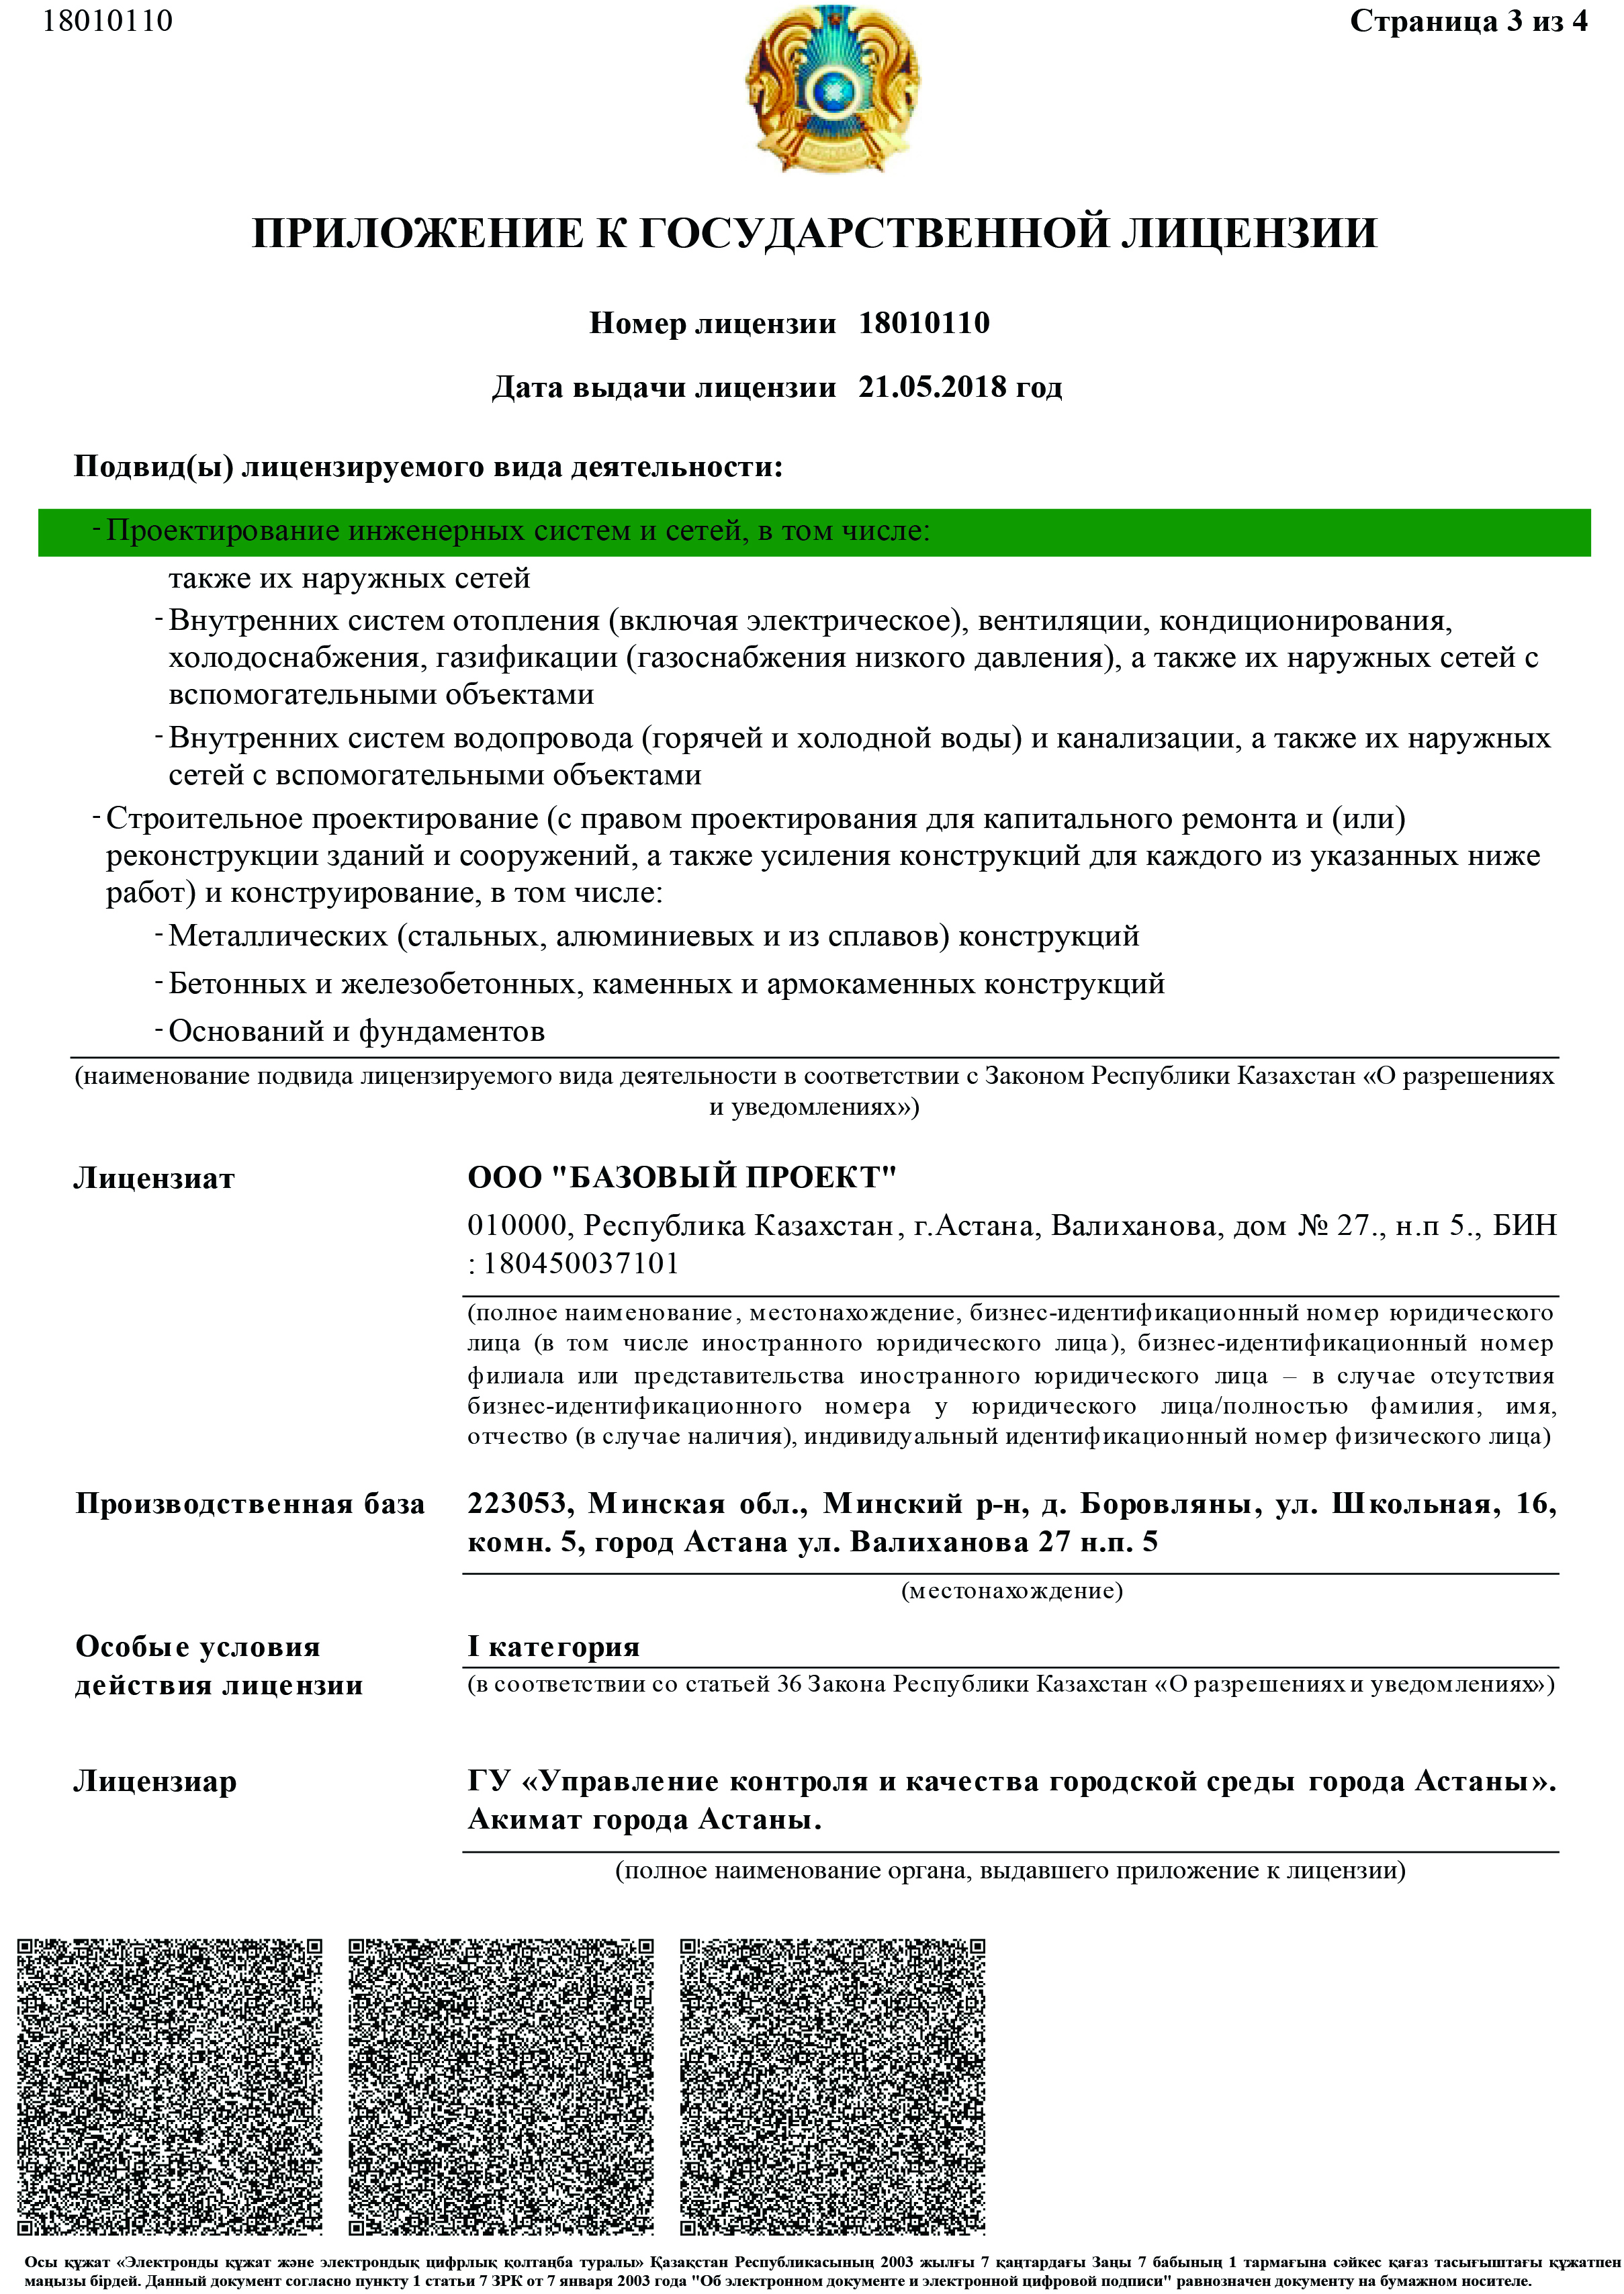 18010110
Страница 3 из 4
ПРИЛОЖЕНИЕ К ГОСУДАРСТВЕННОЙ ЛИЦЕНЗИИ
Номер лицензии 18010110
Дата выдачи лицензии 21.05.2018 год
Подвид(ы) лицензируемого вида деятельности:
- Проектирование инженерных систем и сетей, в том числе:
также их наружных сетей
- Внутренних систем отопления (включая электрическое), вентиляции, кондиционирования,
холодоснабжения, газификации (газоснабжения низкого давления), а также их наружных сетей с
вспомогательными объектами
- Внутренних систем водопровода (горячей и холодной воды) и канализации, а также их наружных
сетей с вспомогательными объектами
- Строительное проектирование (с правом проектирования для капитального ремонта и (или)
реконструкции зданий и сооружений, а также усиления конструкций для каждого из указанных ниже
работ) и конструирование, в том числе:
- Металлических (стальных, алюминиевых и из сплавов) конструкций
- Бетонных и железобетонных, каменных и армокаменных конструкций
- Оснований и фундаментов
(наименование подвида лицензируемого вида деятельности в соответствии с Законом Республики Казахстан «О разрешениях
и уведомлениях»)
Лицензиат
ООО "БАЗОВЫЙ ПРОЕКТ"
010000, Республика Казахстан, г.Астана, Валиханова, дом № 27., н.п 5., БИН
: 180450037101
(полное наименование, местонахождение, бизнес-идентификационный номер юридического
лица (в том числе иностранного юридического лица), бизнес-идентификационный номер
филиала или представительства иностранного юридического лица – в случае отсутствия
бизнес-идентификационного номера у юридического лица/полностью фамилия, имя,
отчество (в случае наличия), индивидуальный идентификационный номер физического лица)
Производственная база
223053, Минская обл., Минский р-н, д. Боровляны, ул. Школьная, 16,
комн. 5, город Астана ул. Валиханова 27 н.п. 5
(местонахождение)
Особые условия
действия лицензии
I категория
(в соответствии со статьей 36 Закона Республики Казахстан «О разрешениях и уведомлениях»)
Лицензиар
ГУ «Управление контроля и качества городской среды города Астаны».
Акимат города Астаны.
(полное наименование органа, выдавшего приложение к лицензии)
Осы құжат «Электронды құжат және электрондық цифрлық қолтаңба туралы» Қазақстан Республикасының 2003 жылғы 7 қаңтардағы Заңы 7 бабының 1 тармағына сәйкес қағаз тасығыштағы құжатпен
маңызы бірдей. Данный документ согласно пункту 1 статьи 7 ЗРК от 7 января 2003 года "Об электронном документе и электронной цифровой подписи" равнозначен документу на бумажном носителе.